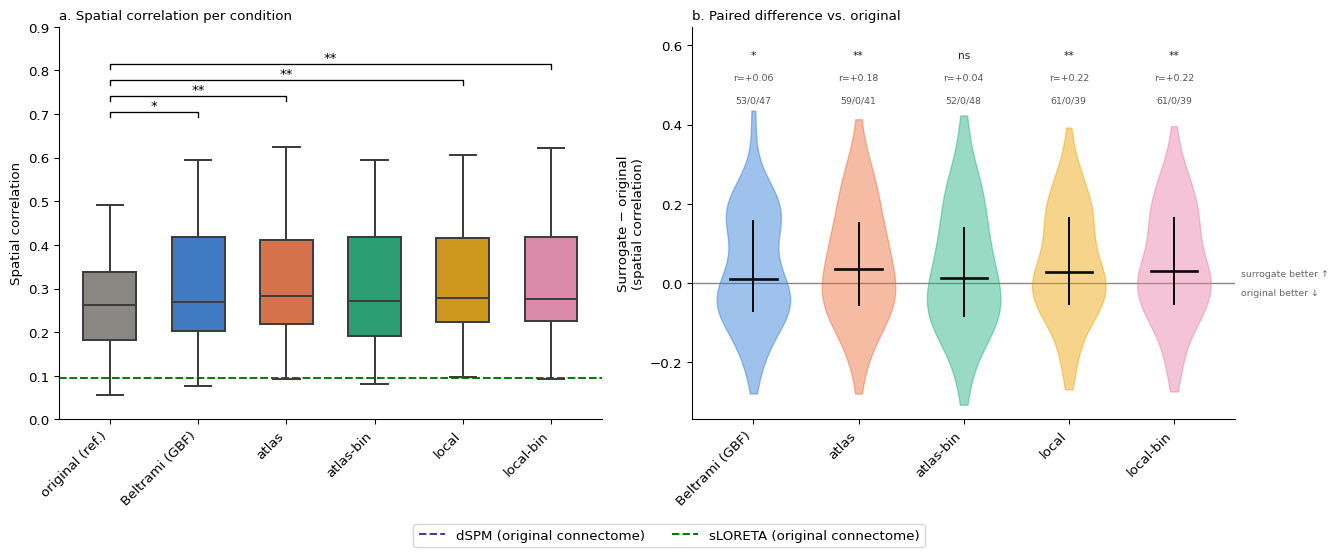 a. Spatial correlation per condition
Spatial correlation
0.9
0.8
0.7
0.6
0.5
0.4
0.3
0.2
0.1
0.0
**
**
**
*
original (ref.)
Beltrami (GBF)
atlas
atlas-bin
local
local-bin
b. Paired difference vs. original
Surrogate − original
(spatial correlation)
0.6
0.4
0.2
0.0
−0.2
* ** ns ** **
r=+0.06 r=+0.18 r=+0.04 r=+0.22 r=+0.22
53/0/47 59/0/41 52/0/48 61/0/39 61/0/39
surrogate better ↑
original better ↓
Beltrami (GBF)
atlas
atlas-bin
local
local-bin
dSPM (original connectome) sLORETA (original connectome)